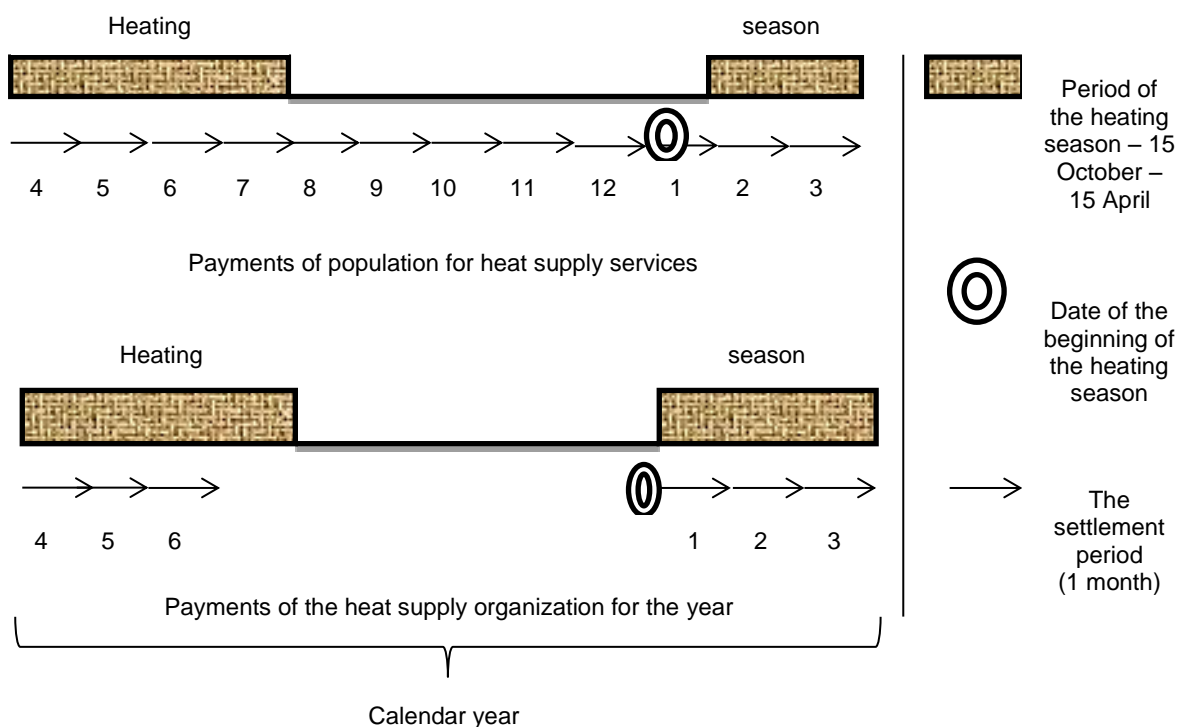 Heating season
4 5 6 7 8 9 10 11 12 1 2 3
Payments of population for heat supply services
Heating season
4 5 6 1 2 3
Payments of the heat supply organization for the year
Calendar year
Period of
the heating
season – 15
October –
15 April
Date of the
beginning of
the heating
season
The
settlement
period
(1 month)